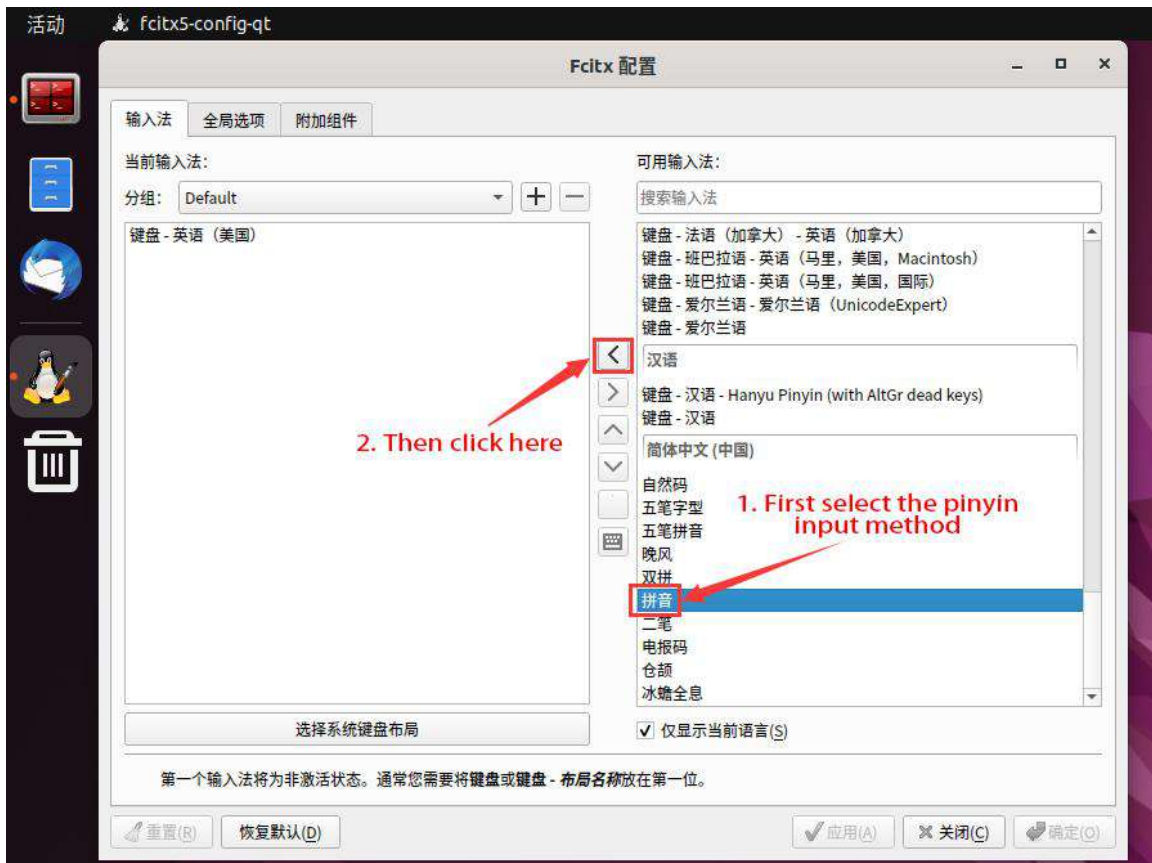 活动 fcitx5-config-qt
Fcitx 配置
输入法 全局选项 附加组件
当前输入法：
分组： Default
键盘 - 英语（美国）
选择系统键盘布局
可用输入法：
搜索输入法
键盘 - 法语（加拿大） - 英语（加拿大）
键盘 - 班巴拉语 - 英语（马里，美国，Macintosh）
键盘 - 班巴拉语 - 英语（马里，美国，国际）
键盘 - 爱尔兰语 - 爱尔兰语（UnicodeExpert）
键盘 - 爱尔兰语
汉语
键盘 - 汉语 - Hanyu Pinyin (with AltGr dead keys)
键盘 - 汉语
简体中文 (中国)
自然码
五笔字型
五笔拼音
晚风
双拼
拼音
二笔
电报码
仓颉
冰蟾全息
仅显示当前语言(S)
1. First select the pinyin
input method
2. Then click here
第一个输入法将为非激活状态。通常您需要将键盘或键盘 - 布局名称放在第一位。
重置(R) 恢复默认(D) 应用(A) 关闭(C) 确定(O)